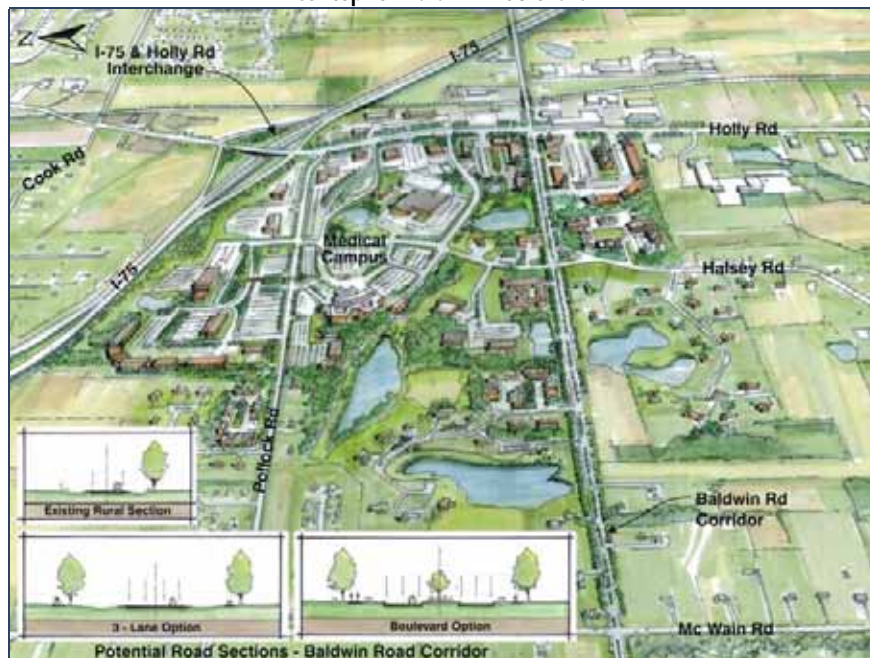 Z
I-75 & Holly Rd
Interchange
I-75
Holly Rd
Cook Rd
Medical
Campus
Halsey Rd
I-75
Pollock Rd
Existing Rural Section
Baldwin Rd
Corridor
3 - Lane Option
Boulevard Option
Mc Wain Rd
Potential Road Sections - Baldwin Road Corridor